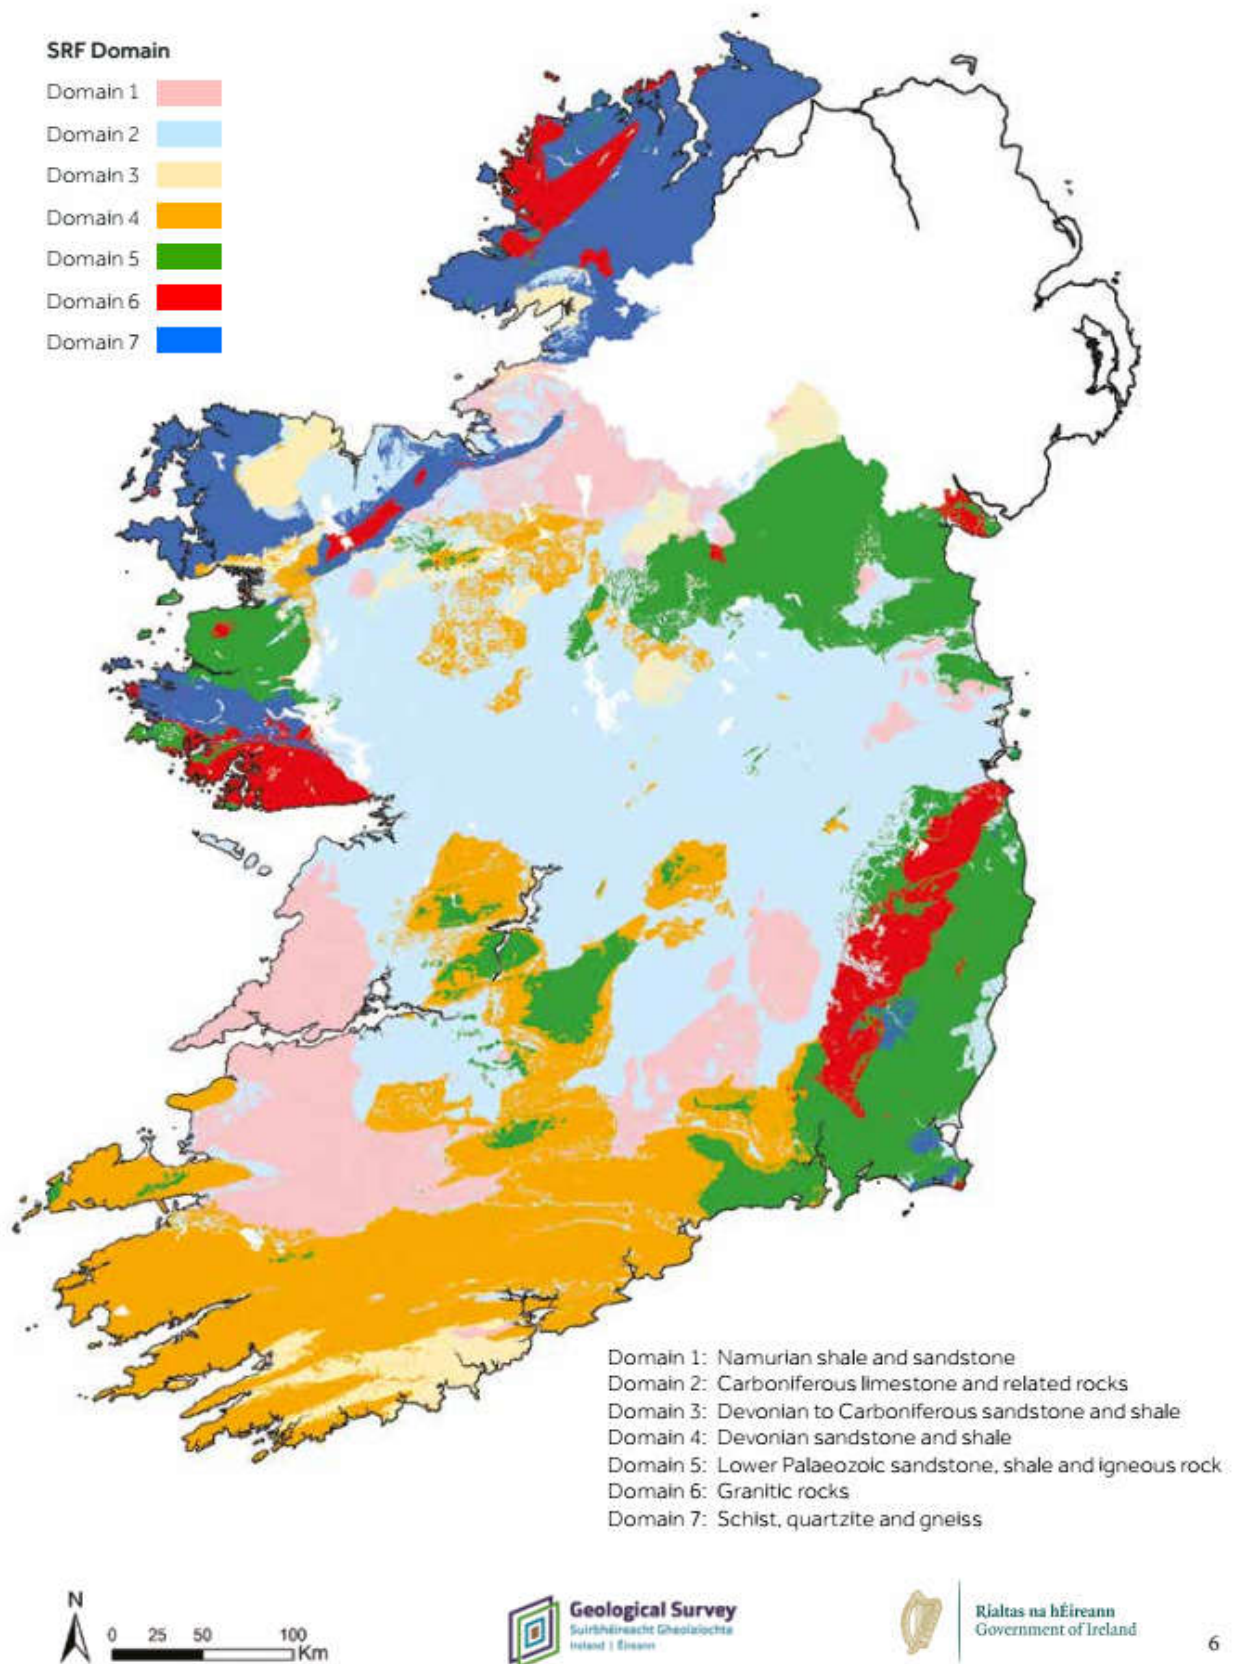 SRF Domain
Domain 1
Domain 2
Domain 3
Domain 4
Domain 5
Domain 6
Domain 7
Domain 1: Namurian shale and sandstone
Domain 2: Carboniferous limestone and related rocks
Domain 3: Devonian to Carboniferous sandstone and shale
Domain 4: Devonian sandstone and shale
Domain 5: Lower Palaeozoic sandstone, shale and igneous rock
Domain 6: Granitic rocks
Domain 7: Schist, quartzite and gneiss
N
0 25 50 100
Km
Geological Survey
Suirbhéireacht Gheolaíochta
Ireland | Éireann
Rialtas na hÉireann
Government of Ireland
6